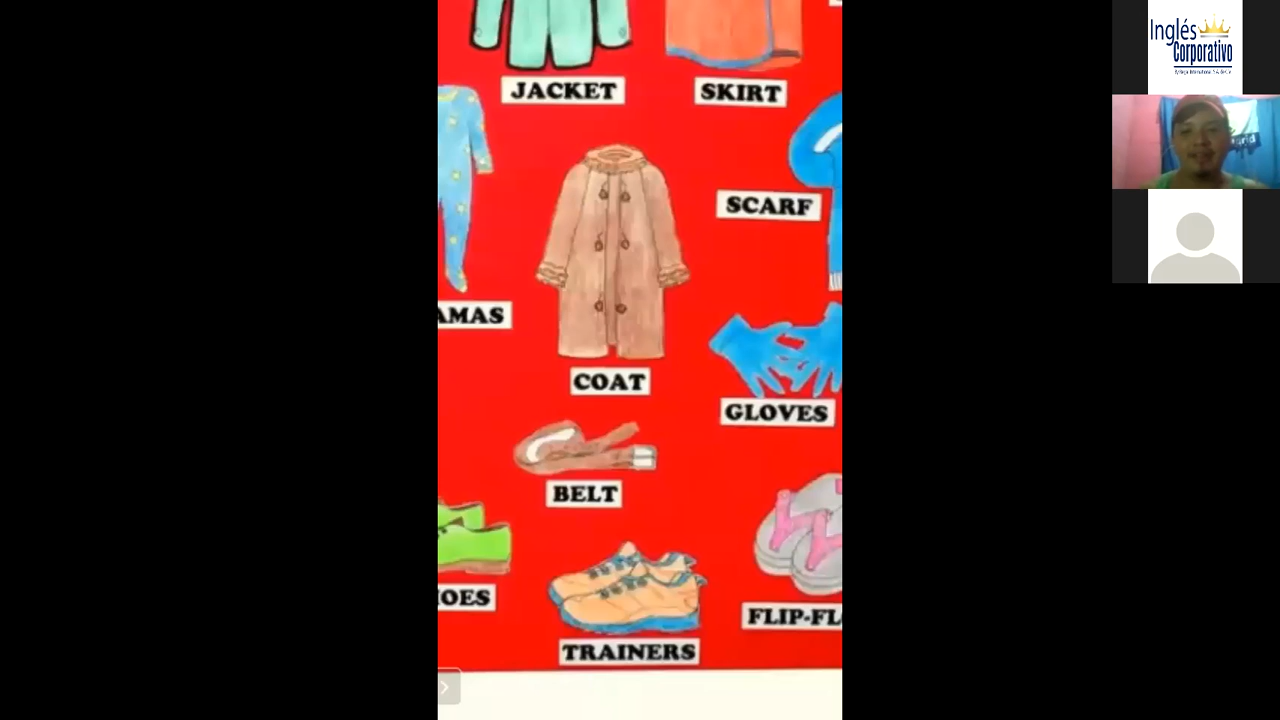 JACKET
SKIRT
SCARF
AMAS
COAT
GLOVES
BELT
OES
FLIP-FL
TRAINERS
Inglés
Corporativo